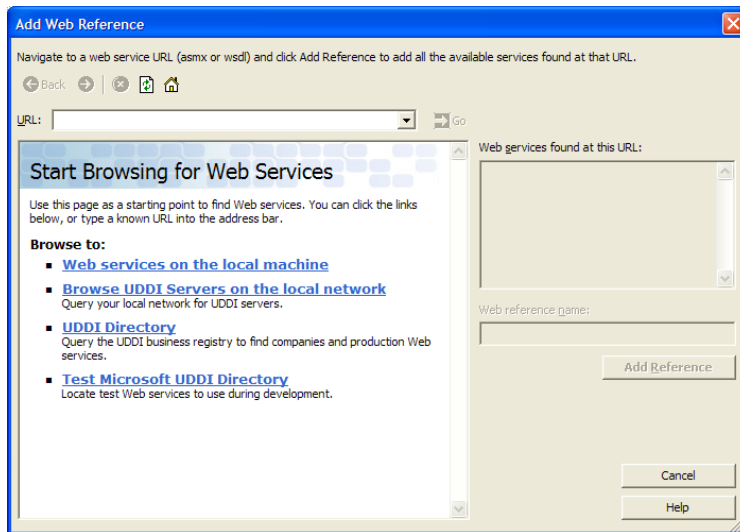 Add Web Reference
Navigate to a web service URL (asmx or wsdl) and click Add Reference to add all the available services found at that URL.
Back
URL:
Go
Start Browsing for Web Services
Use this page as a starting point to find Web services. You can click the links
below, or type a known URL into the address bar.
Browse to:
Web services on the local machine
Browse UDDI Servers on the local network
Query your local network for UDDI servers.
UDDI Directory
Query the UDDI business registry to find companies and production Web
services.
Test Microsoft UDDI Directory
Locate test Web services to use during development.
Web services found at this URL:
Web reference name:
Add Reference
Cancel
Help